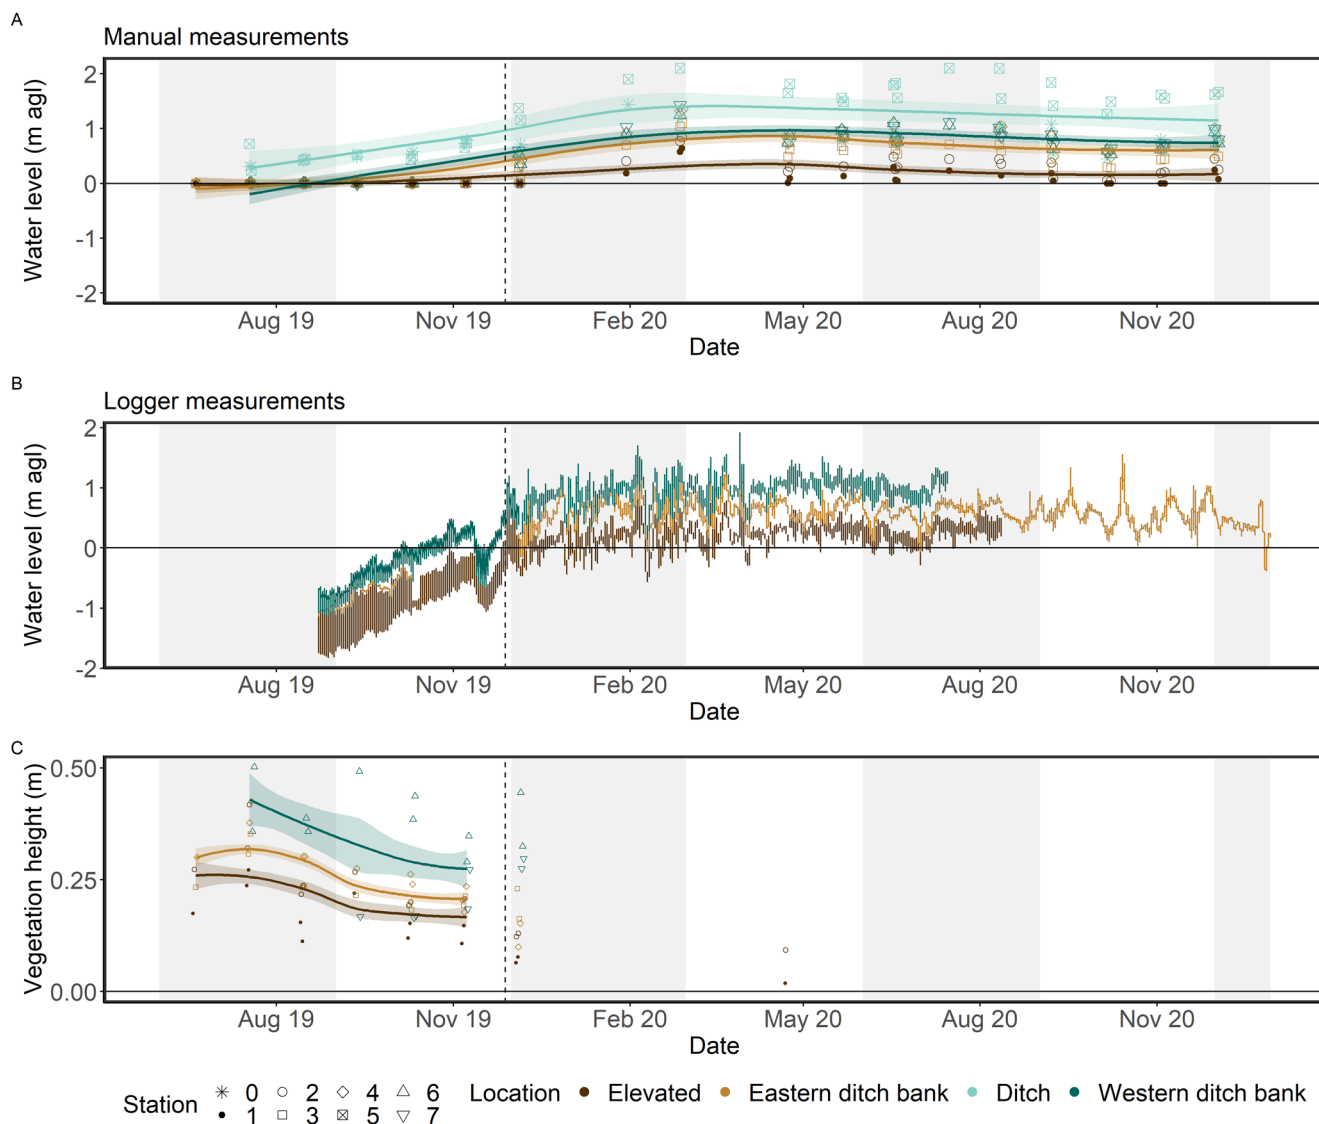 A
Manual measurements
Water level (m agl)
2
1
0
-1
-2
Aug 19 Nov 19 Feb 20 May 20 Aug 20 Nov 20
Date
B
Logger measurements
Water level (m agl)
2
1
0
-1
-2
Aug 19 Nov 19 Feb 20 May 20 Aug 20 Nov 20
Date
C
Vegetation height (m)
0.50
0.25
0.00
Aug 19 Nov 19 Feb 20 May 20 Aug 20 Nov 20
Date
Station 0 2 4 6 Location Elevated Eastern ditch bank Ditch Western ditch bank
1 3 5 7